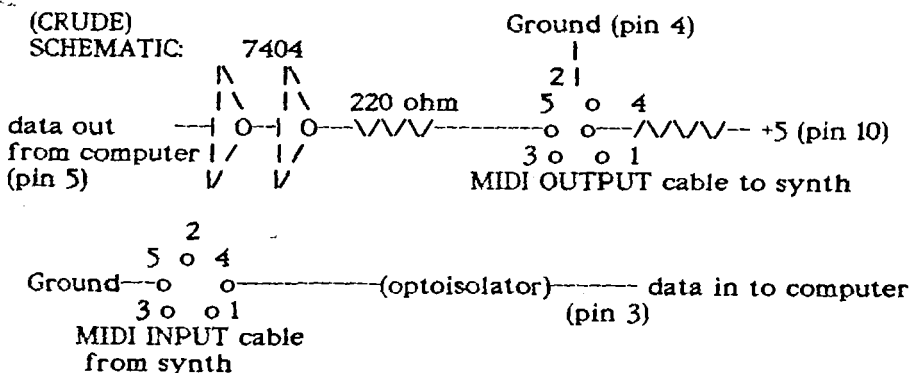 (CRUDE)
SCHEMATIC: 7404 Ground (pin 4)
|
|\ |\ 2 |
| \ | \ 220 ohm 5 o 4
data out ---| O--| O--\/\/\/---------o o--/\/\/\/-- +5 (pin 10)
from computer | / | / 3 o o 1
(pin 5) |/ |/ MIDI OUTPUT cable to synth
2
5 o 4
Ground---o o-----------(optoisolator)------- data in to computer
3 o o 1 (pin 3)
MIDI INPUT cable
from synth